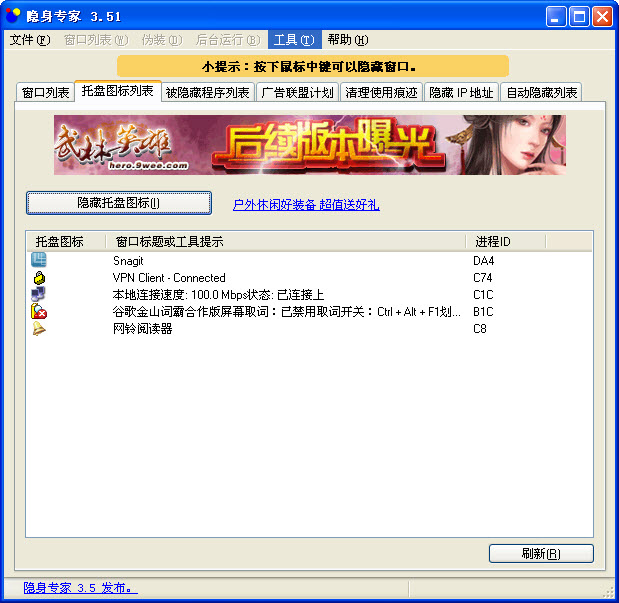 隐身专家 3.51
文件(F) 窗口列表(W) 伪装(D) 后台运行(B) 工具(T) 帮助(H)
小提示：按下鼠标中键可以隐藏窗口。
窗口列表 托盘图标列表 被隐藏程序列表 广告联盟计划 清理使用痕迹 隐藏 IP 地址 自动隐藏列表
武林英雄 后续版本曝光
hero.9wee.com
隐藏托盘图标(I) 户外休闲好装备 超值送好礼
托盘图标 窗口标题或工具提示 进程ID
Snagit DA4
VPN Client - Connected C74
本地连接速度: 100.0 Mbps状态: 已连接上 C1C
谷歌金山词霸合作版屏幕取词：已禁用取词开关：Ctrl + Alt + F1划... B1C
网铃阅读器 C8
刷新(R)
隐身专家 3.5 发布。